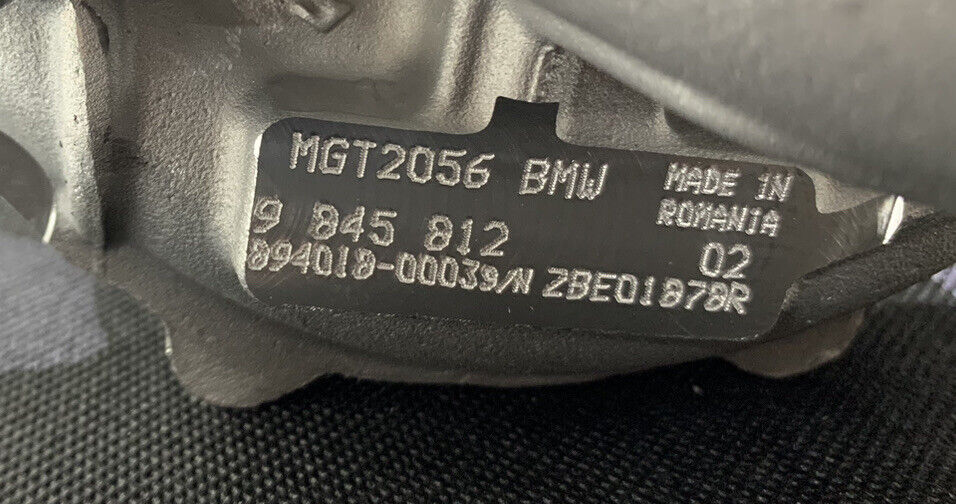 MGT2056 BMW
MADE IN
ROMANIA
9 845 812
02
894018-00039/N ZBE01878R